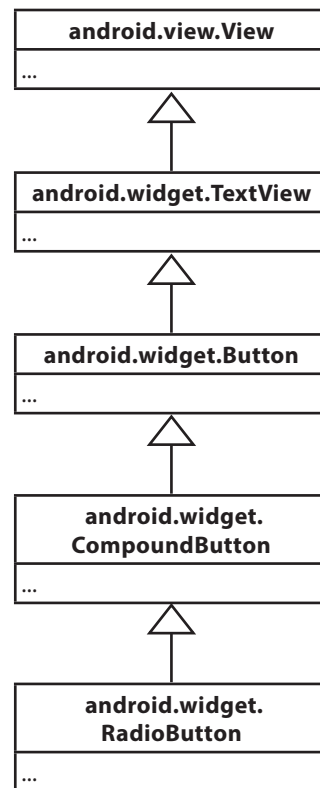 android.view.View
...
android.widget.TextView
...
android.widget.Button
...
android.widget.
CompoundButton
...
android.widget.
RadioButton
...